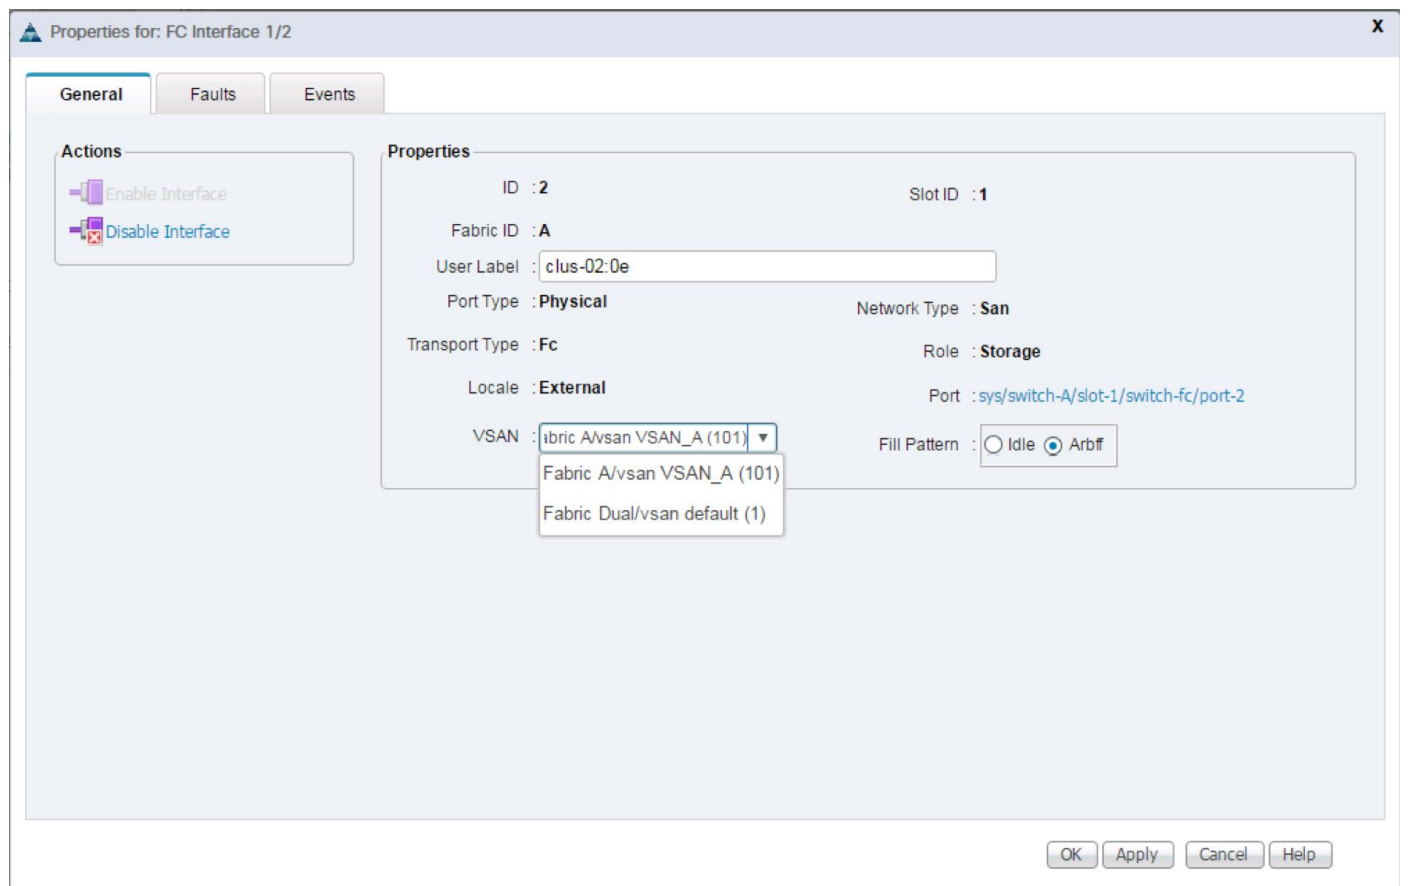 Properties for: FC Interface 1/2
X
General
Faults
Events
Actions
Enable Interface
Disable Interface
Properties
ID : 2
Slot ID : 1
Fabric ID : A
User Label : clus-02:0e
Port Type : Physical
Network Type : San
Transport Type : Fc
Role : Storage
Locale : External
Port : sys/switch-A/slot-1/switch-fc/port-2
VSAN : abric A/vsan VSAN_A (101)
Fill Pattern : Idle Arbff
Fabric A/vsan VSAN_A (101)
Fabric Dual/vsan default (1)
OK Apply Cancel Help